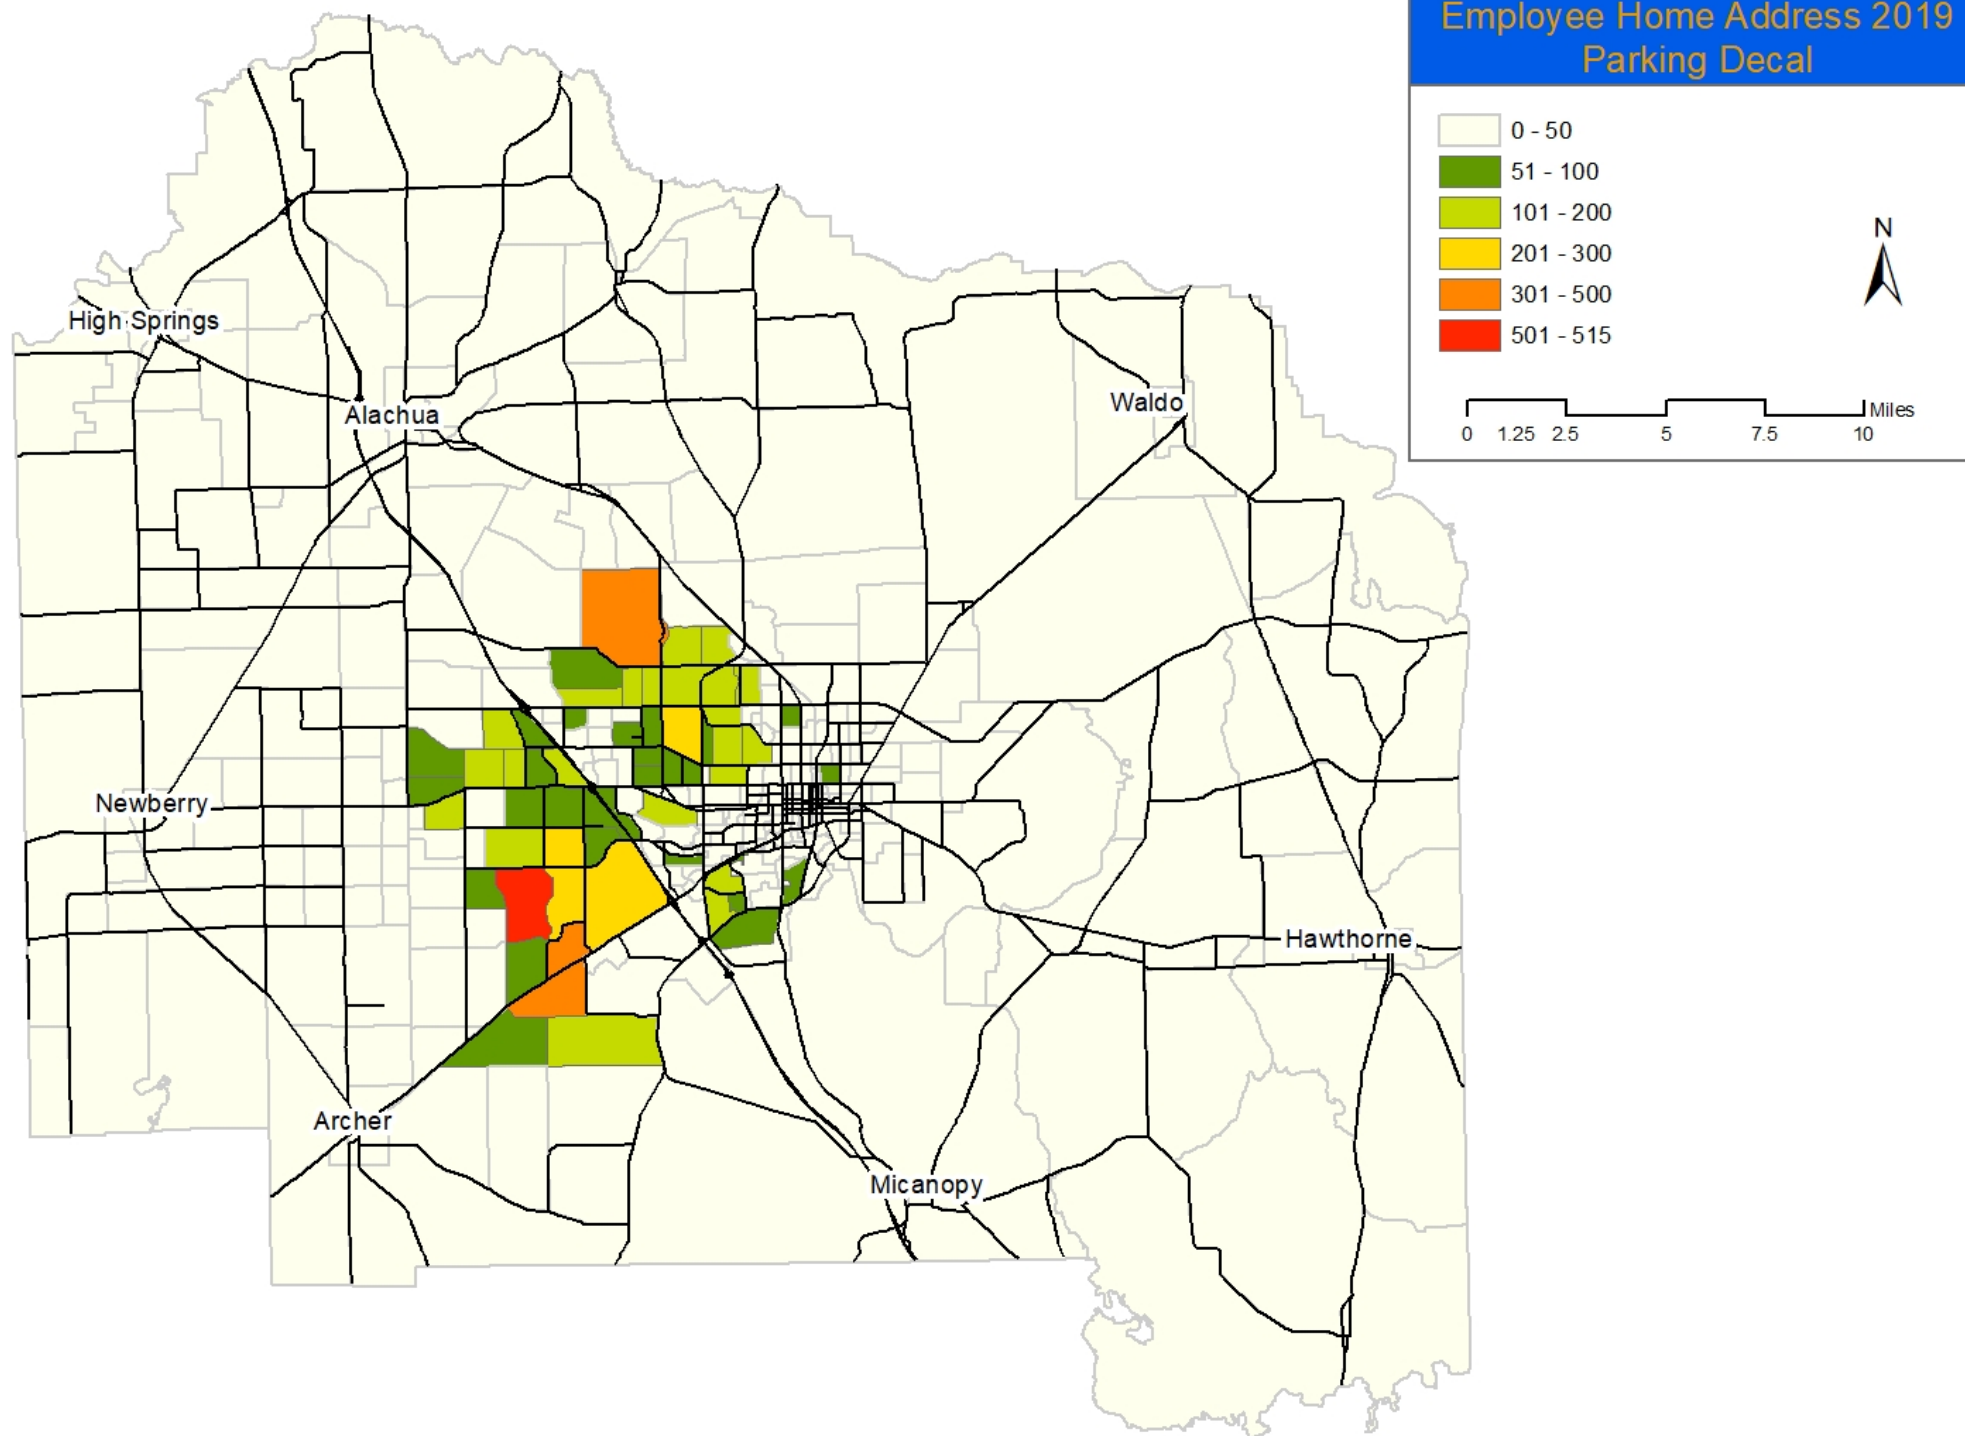 Employee Home Address 2019
Parking Decal
0 - 50
51 - 100
101 - 200
201 - 300
301 - 500
501 - 515
N
Miles
0 1.25 2.5 5 7.5 10
High Springs
Alachua
Waldo
Newberry
Hawthorne
Archer
Micanopy